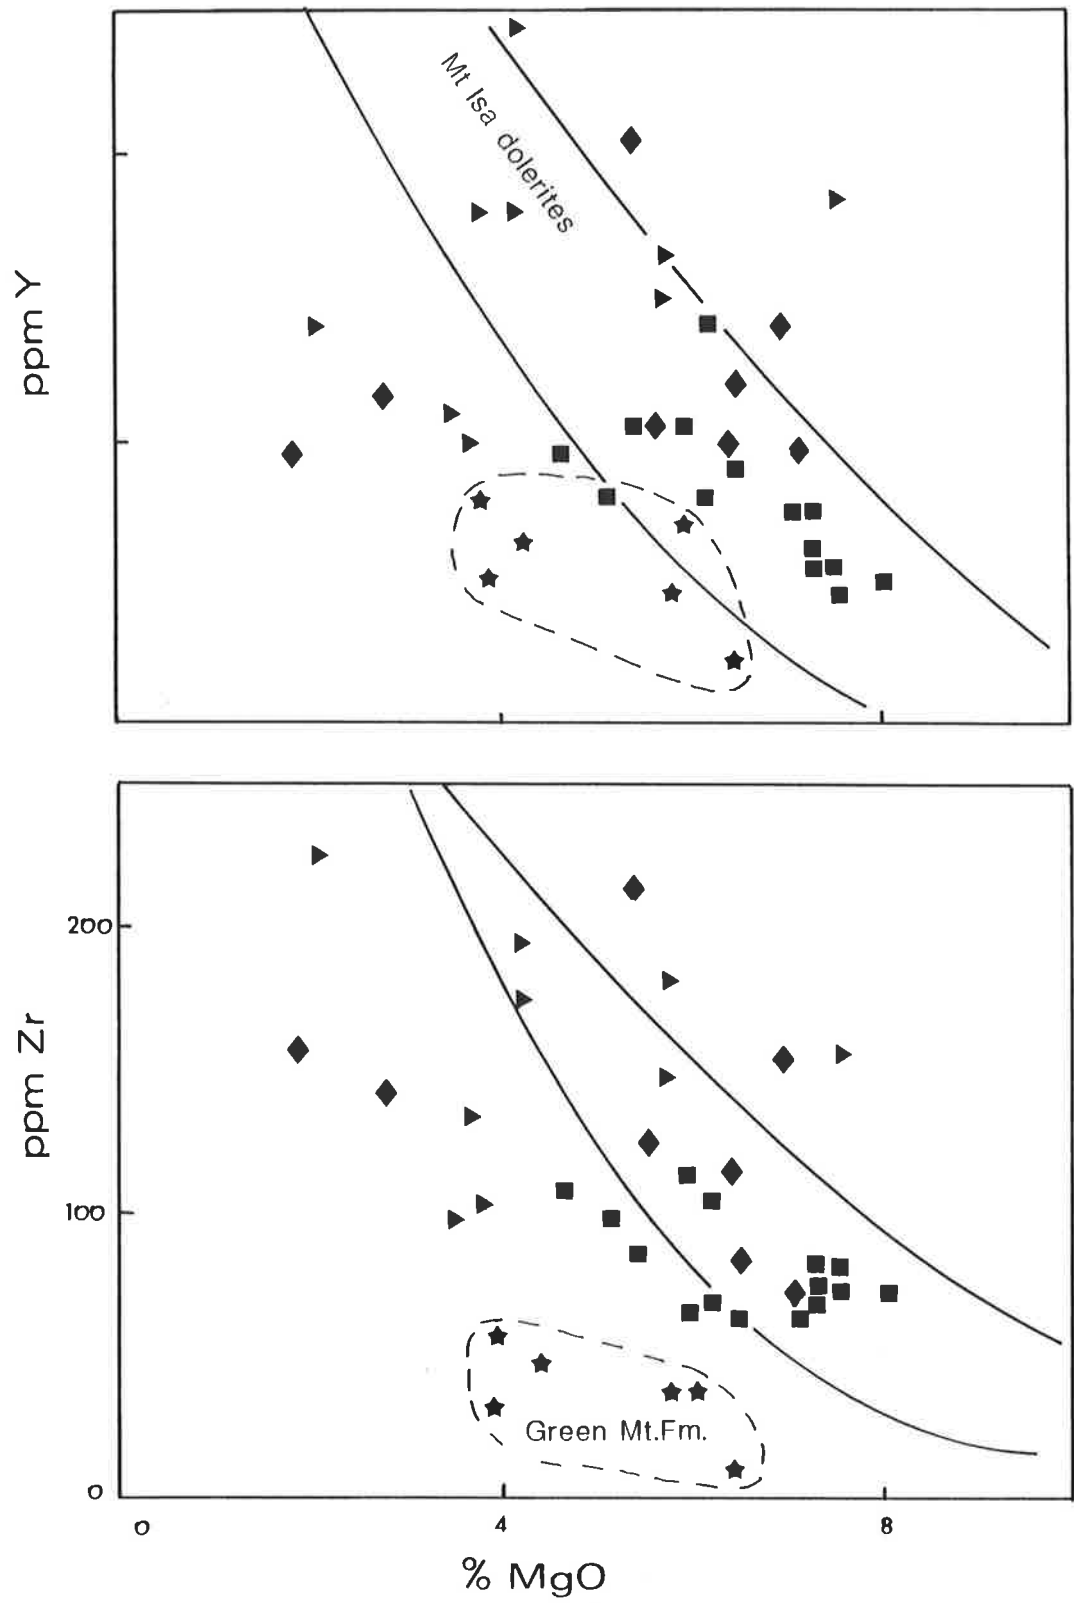 ppm Y
Mt Isa dolerites
ppm Zr
200
100
0
Green Mt.Fm.
0 4 8
% MgO